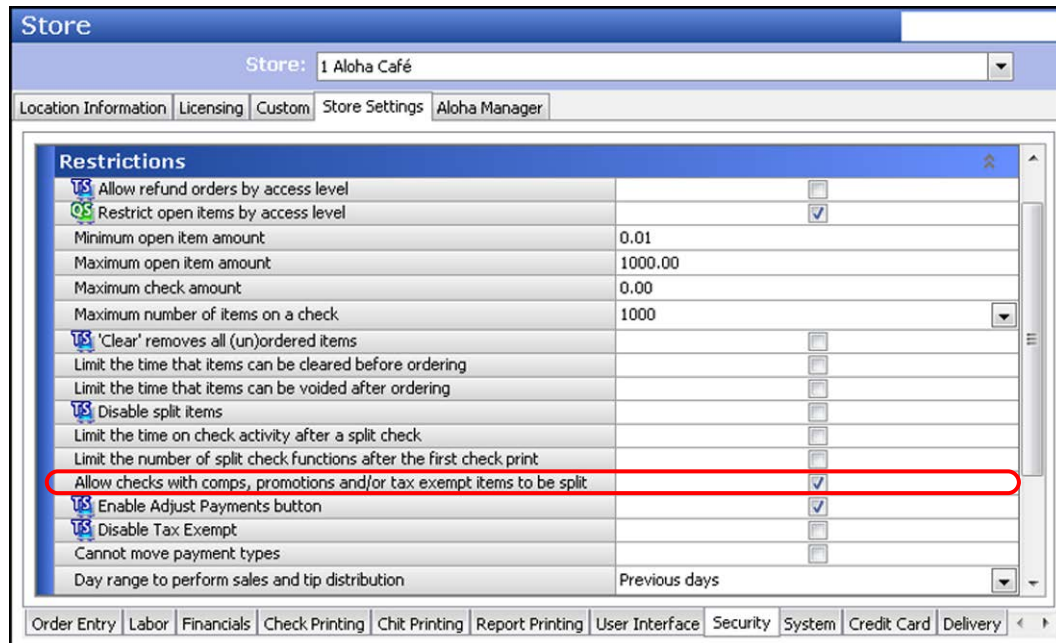 Store
Store: 1 Aloha Café
Location Information Licensing Custom Store Settings Aloha Manager
Restrictions
TS Allow refund orders by access level
QS Restrict open items by access level
Minimum open item amount 0.01
Maximum open item amount 1000.00
Maximum check amount 0.00
Maximum number of items on a check 1000
TS 'Clear' removes all (un)ordered items
Limit the time that items can be cleared before ordering
Limit the time that items can be voided after ordering
TS Disable split items
Limit the time on check activity after a split check
Limit the number of split check functions after the first check print
Allow checks with comps, promotions and/or tax exempt items to be split
TS Enable Adjust Payments button
TS Disable Tax Exempt
Cannot move payment types
Day range to perform sales and tip distribution Previous days
Order Entry Labor Financials Check Printing Chit Printing Report Printing User Interface Security System Credit Card Delivery